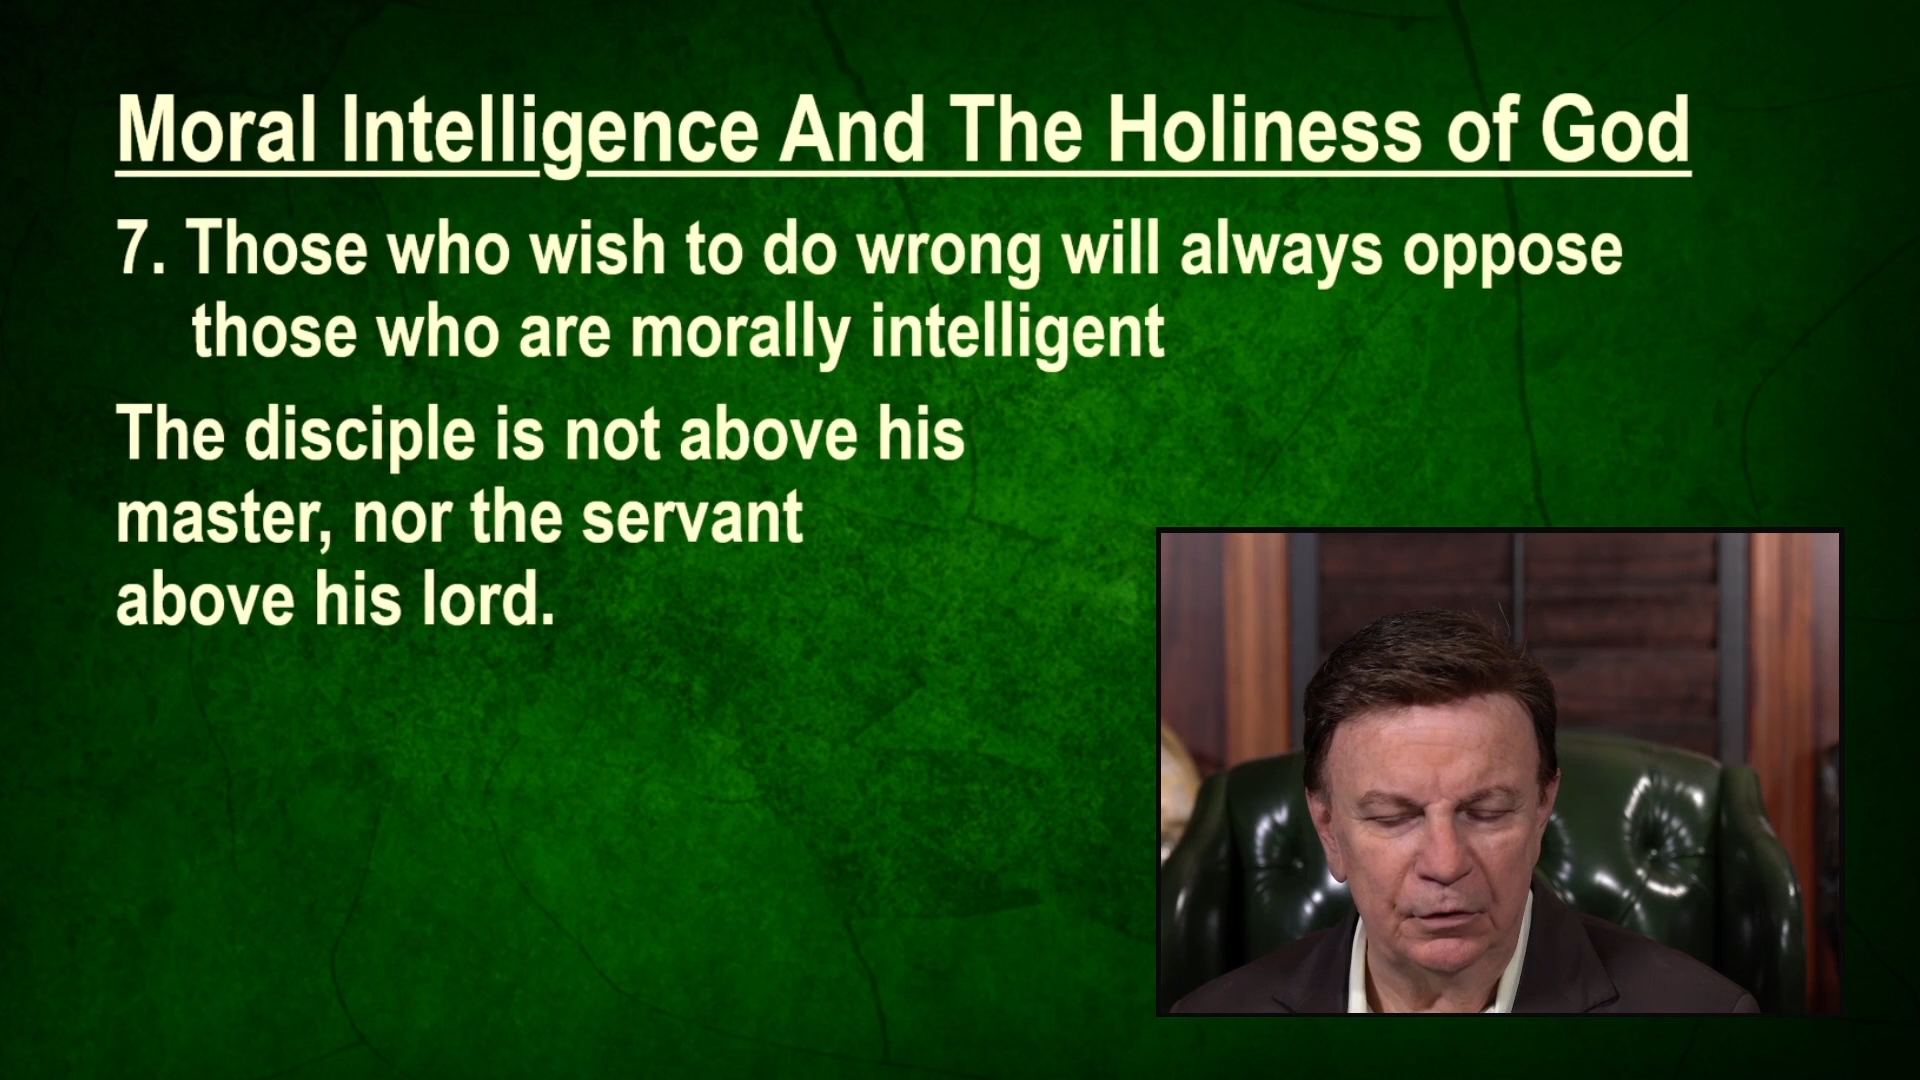 Moral Intelligence And The Holiness of God
7. Those who wish to do wrong will always oppose
those who are morally intelligent
The disciple is not above his
master, nor the servant
above his lord.